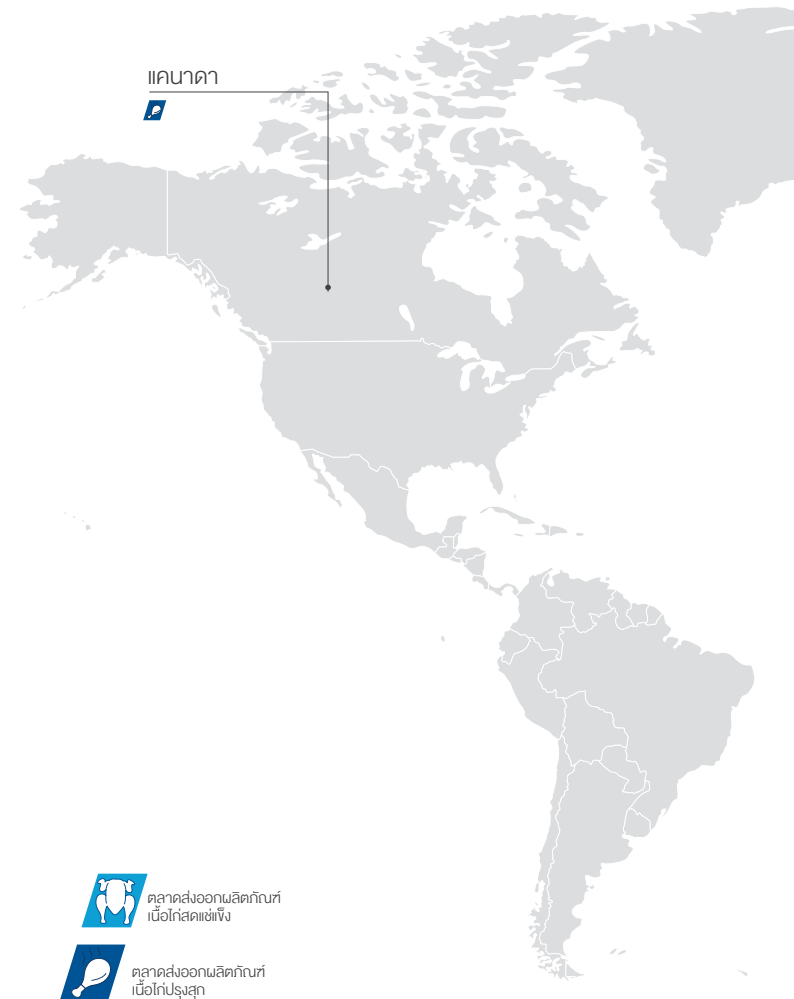 แคนาดา
ตลาดส่งออกผลิตภัณฑ์
เนื้อไก่สดแช่แข็ง
ตลาดส่งออกผลิตภัณฑ์
เนื้อไก่ปรุงสุก